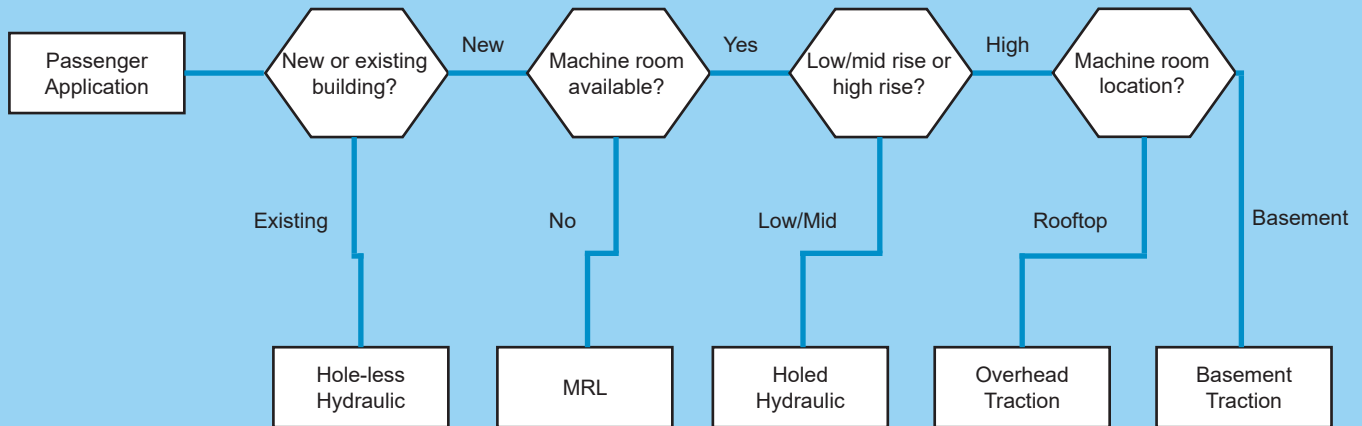 Passenger
Application
New or existing
building?
New
Machine room
available?
Yes
Low/mid rise or
high rise?
High
Machine room
location?
Existing
No
Low/Mid
Rooftop
Basement
Hole-less
Hydraulic
MRL
Holed
Hydraulic
Overhead
Traction
Basement
Traction